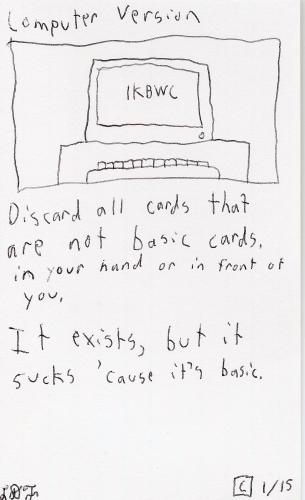 Computer Version
1KBWC
Discard all cards that
are not basic cards.
in your hand or in front of
you.
It exists, but it
sucks 'cause it's basic.
C 1/15